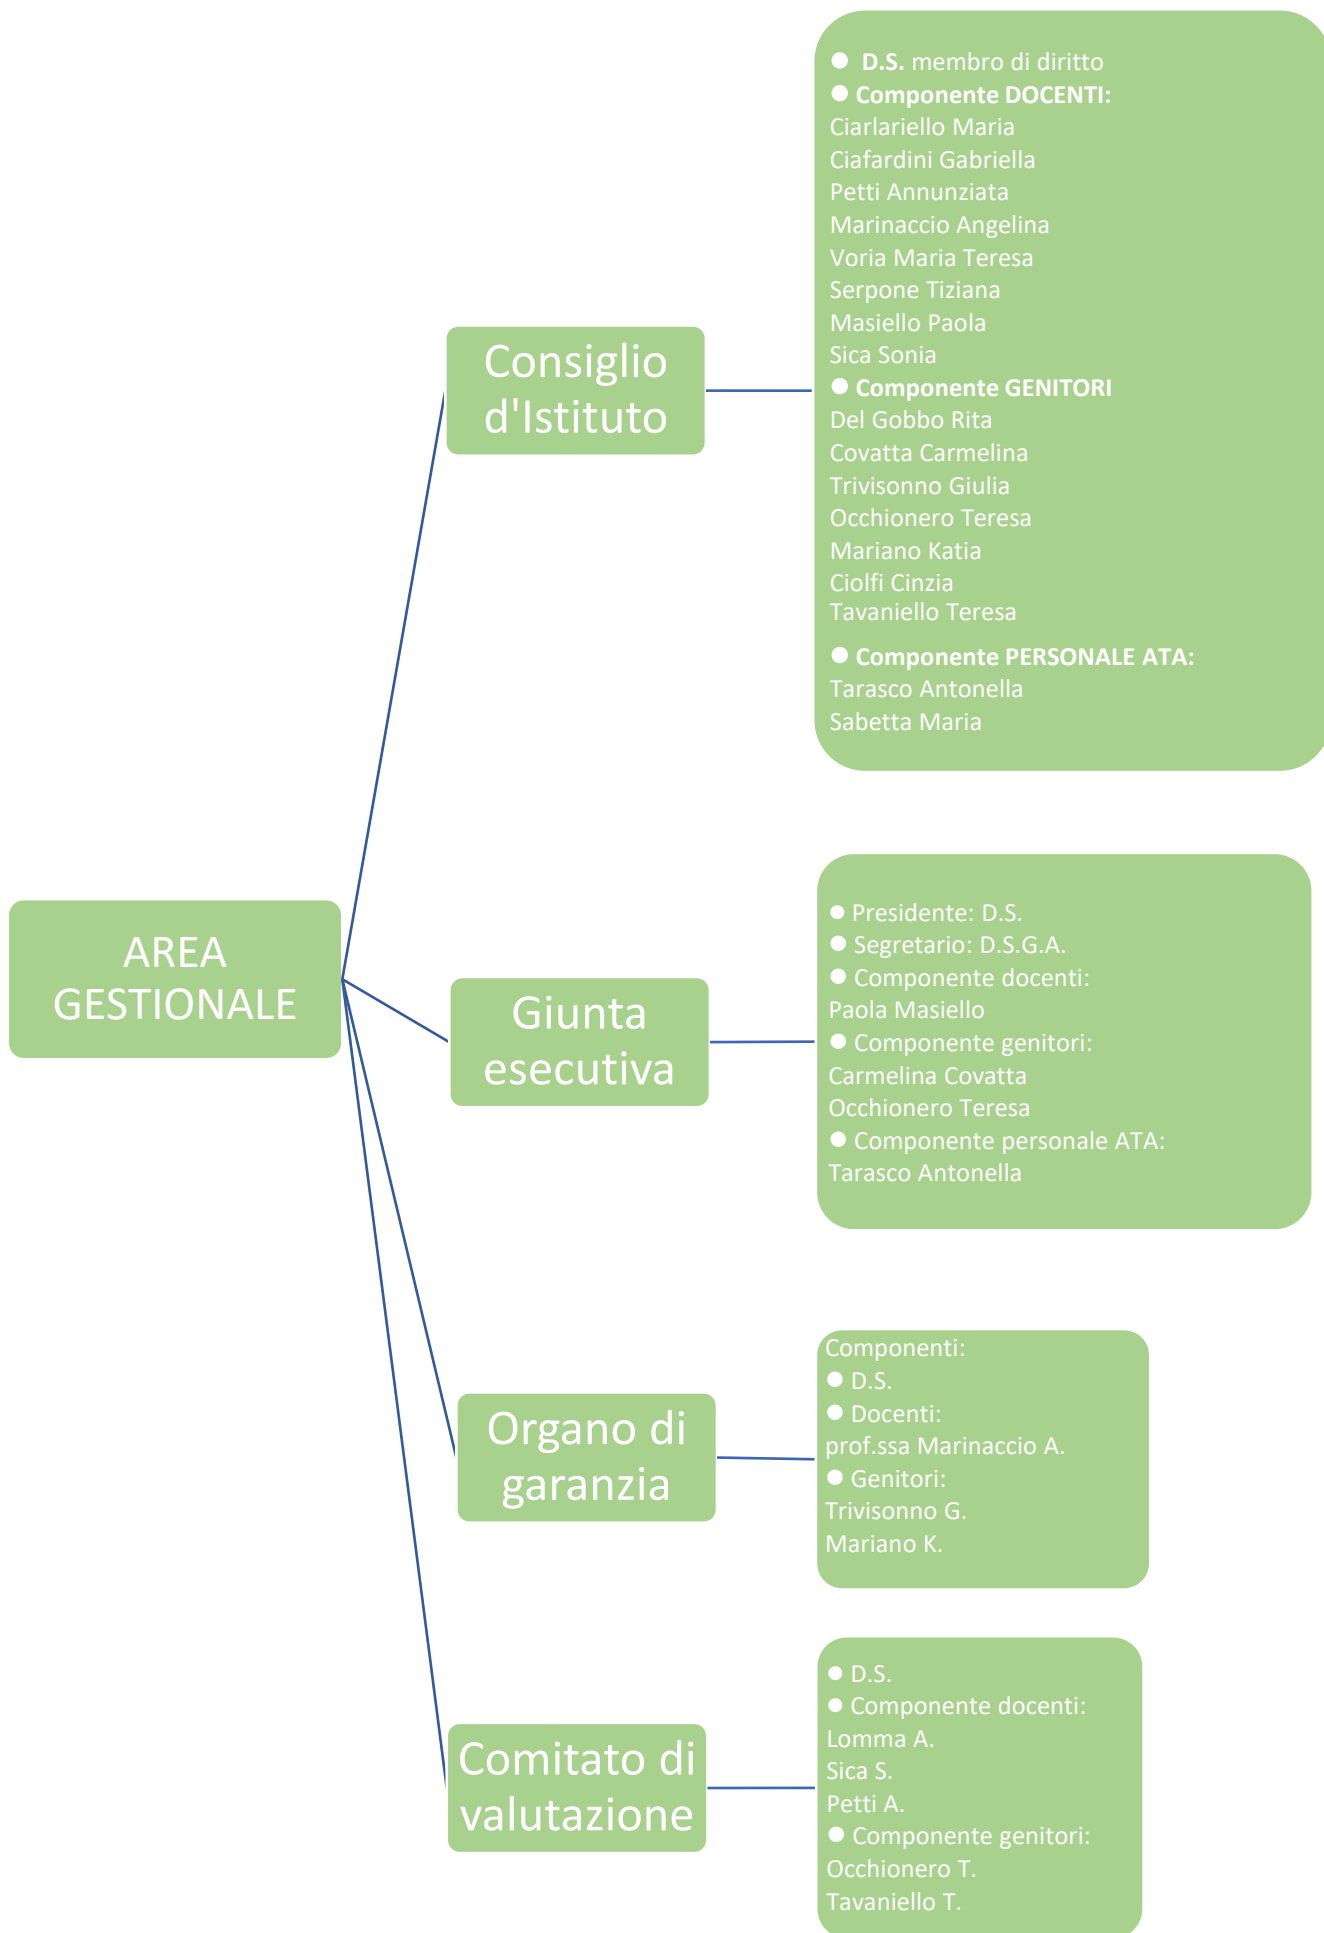 AREA
GESTIONALE
Consiglio
d'Istituto
● D.S. membro di diritto
● Componente DOCENTI:
Ciarlariello Maria
Ciafardini Gabriella
Petti Annunziata
Marinaccio Angelina
Voria Maria Teresa
Serpone Tiziana
Masiello Paola
Sica Sonia
● Componente GENITORI
Del Gobbo Rita
Covatta Carmelina
Trivisonno Giulia
Occhionero Teresa
Mariano Katia
Ciolfi Cinzia
Tavaniello Teresa
● Componente PERSONALE ATA:
Tarasco Antonella
Sabetta Maria
Giunta
esecutiva
● Presidente: D.S.
● Segretario: D.S.G.A.
● Componente docenti:
Paola Masiello
● Componente genitori:
Carmelina Covatta
Occhionero Teresa
● Componente personale ATA:
Tarasco Antonella
Organo di
garanzia
Componenti:
● D.S.
● Docenti:
prof.ssa Marinaccio A.
● Genitori:
Trivisonno G.
Mariano K.
Comitato di
valutazione
● D.S.
● Componente docenti:
Lomma A.
Sica S.
Petti A.
● Componente genitori:
Occhionero T.
Tavaniello T.